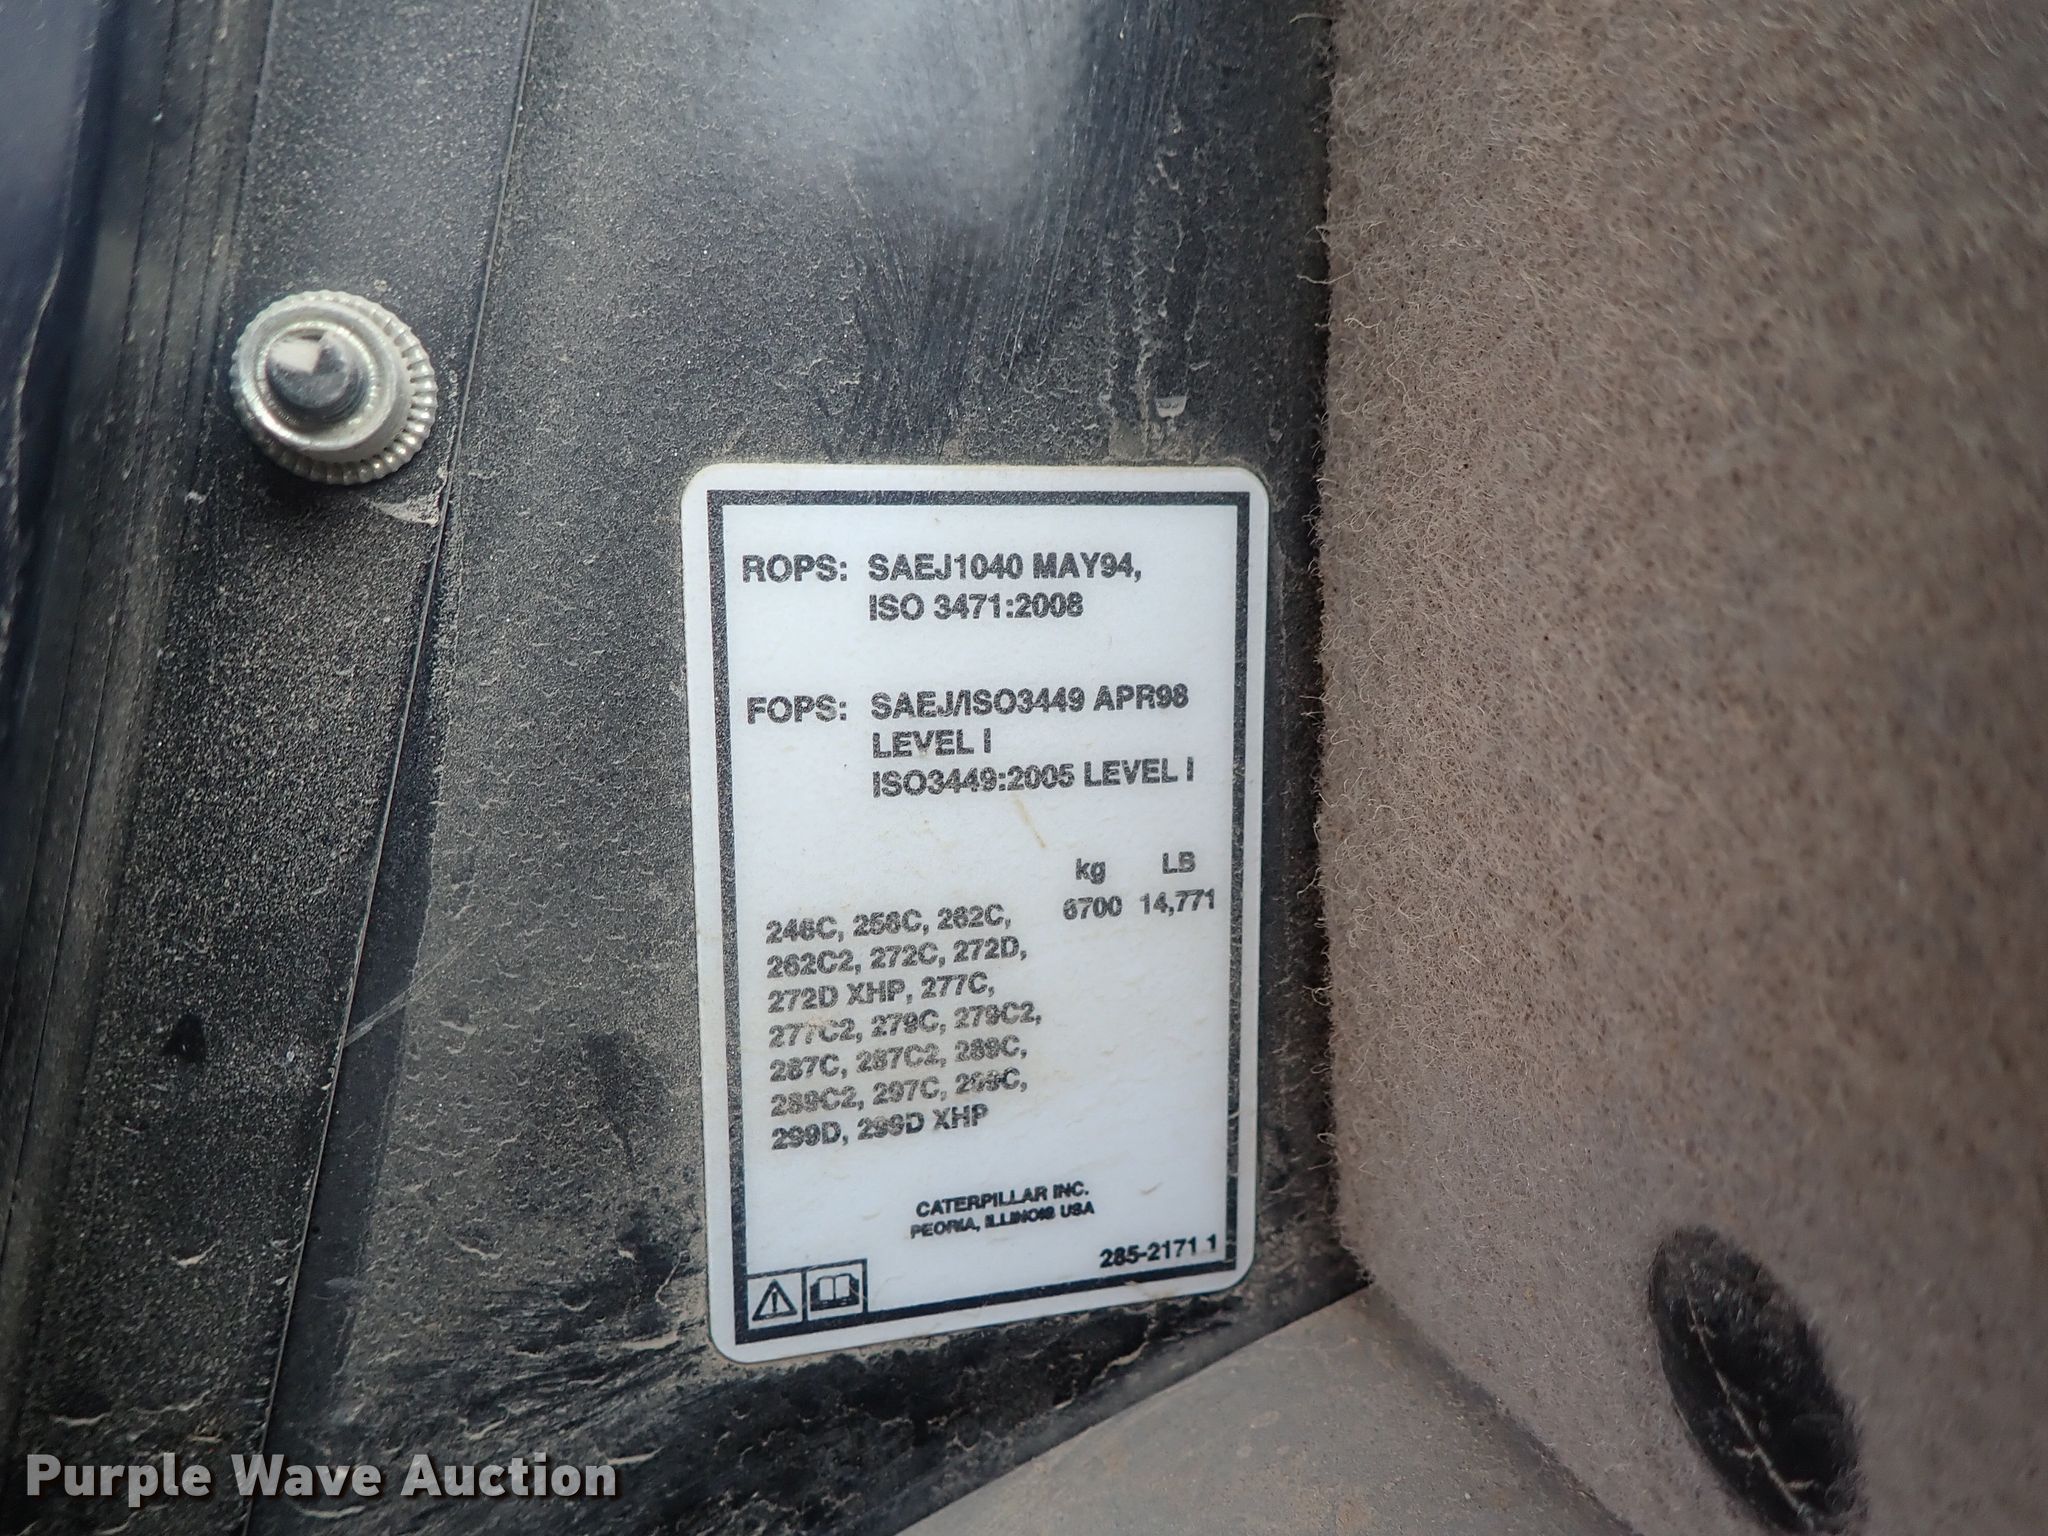 ROPS: SAEJ1040 MAY94,
ISO 3471:2008
FOPS: SAEJ/ISO3449 APR98
LEVEL I
ISO3449:2005 LEVEL I
kg LB
6700 14,771
246C, 256C, 262C,
262C2, 272C, 272D,
272D XHP, 277C,
277C2, 279C, 279C2,
287C, 287C2, 289C,
289C2, 297C, 299C,
299D, 299D XHP
CATERPILLAR INC.
PEORIA, ILLINOIS USA
285-2171 1
Purple Wave Auction